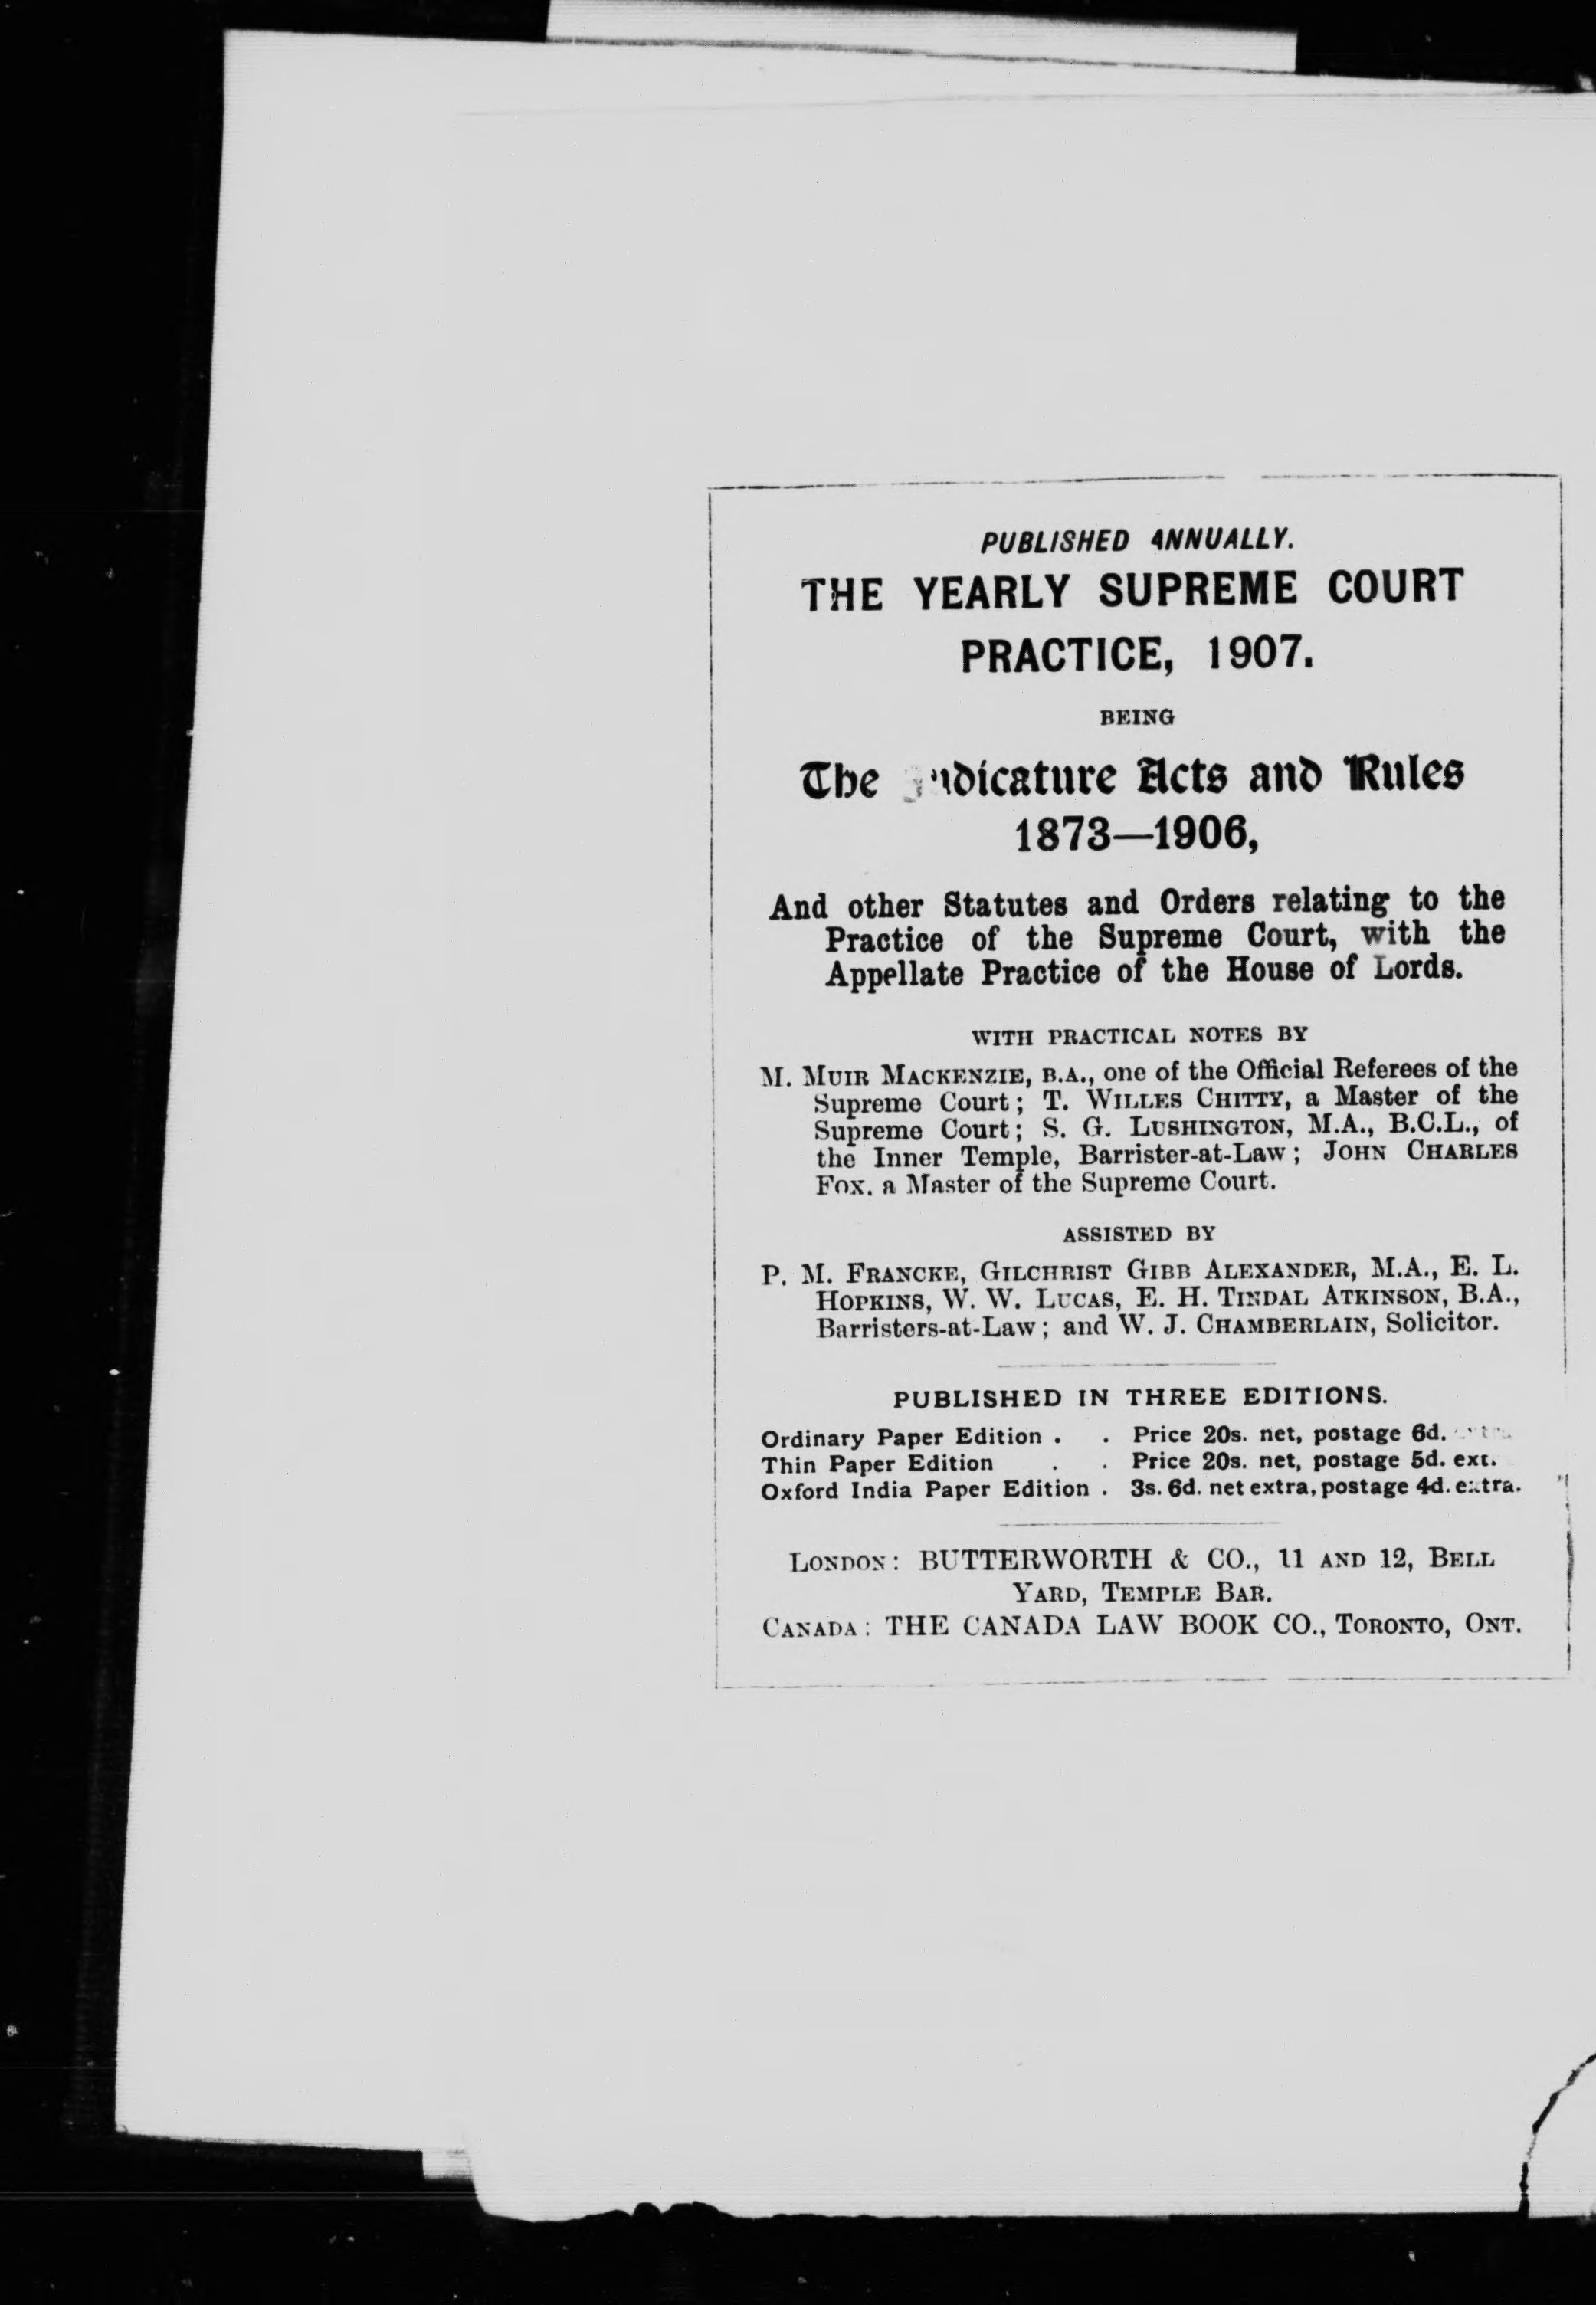 PUBLISHED ANNUALLY.
THE YEARLY SUPREME COURT
PRACTICE, 1907.
BEING
The Judicature Acts and Rules
1873—1906,
And other Statutes and Orders relating to the
Practice of the Supreme Court, with the
Appellate Practice of the House of Lords.
WITH PRACTICAL NOTES BY
M. MUIR MACKENZIE, B.A., one of the Official Referees of the
Supreme Court; T. WILLES CHITTY, a Master of the
Supreme Court; S. G. LUSHINGTON, M.A., B.C.L., of
the Inner Temple, Barrister-at-Law; JOHN CHARLES
FOX, a Master of the Supreme Court.
ASSISTED BY
P. M. FRANCKE, GILCHRIST GIBB ALEXANDER, M.A., E. L.
HOPKINS, W. W. LUCAS, E. H. TINDAL ATKINSON, B.A.,
Barristers-at-Law; and W. J. CHAMBERLAIN, Solicitor.
PUBLISHED IN THREE EDITIONS.
Ordinary Paper Edition . . Price 20s. net, postage 6d.
Thin Paper Edition . . Price 20s. net, postage 5d. ext.
Oxford India Paper Edition . 3s. 6d. net extra, postage 4d. extra.
LONDON: BUTTERWORTH & CO., 11 AND 12, BELL
YARD, TEMPLE BAR.
CANADA: THE CANADA LAW BOOK CO., TORONTO, ONT.